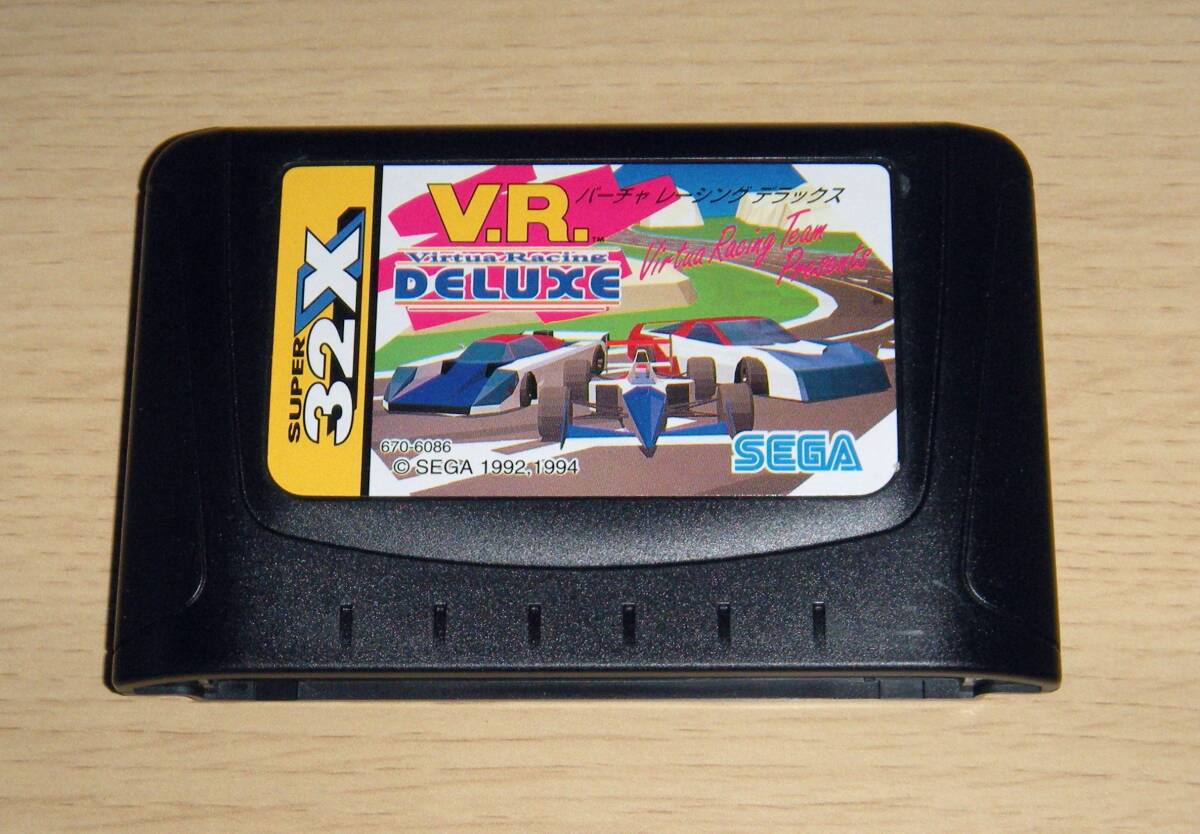 SUPER 32X
V.R.™
バーチャ レーシング デラックス
Virtua Racing
DELUXE
Virtua Racing Team
Presents
670-6086
© SEGA 1992,1994
SEGA